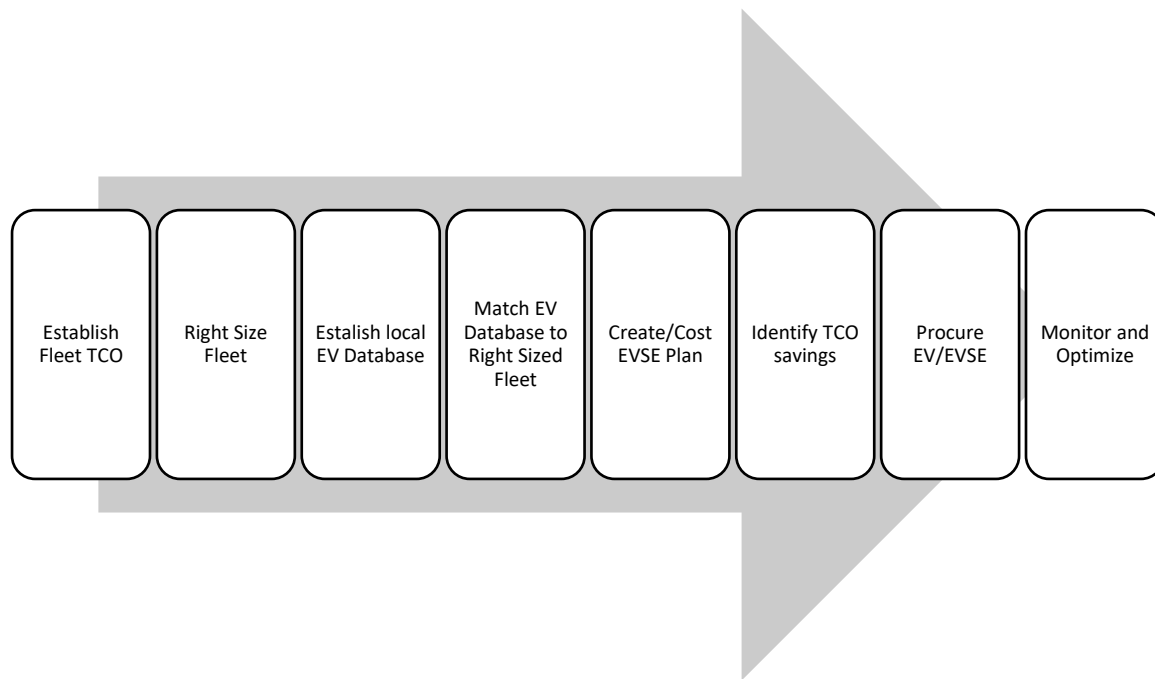 Establish
Fleet TCO
Right Size
Fleet
Estalish local
EV Database
Match EV
Database to
Right Sized
Fleet
Create/Cost
EVSE Plan
Identify TCO
savings
Procure
EV/EVSE
Monitor and
Optimize